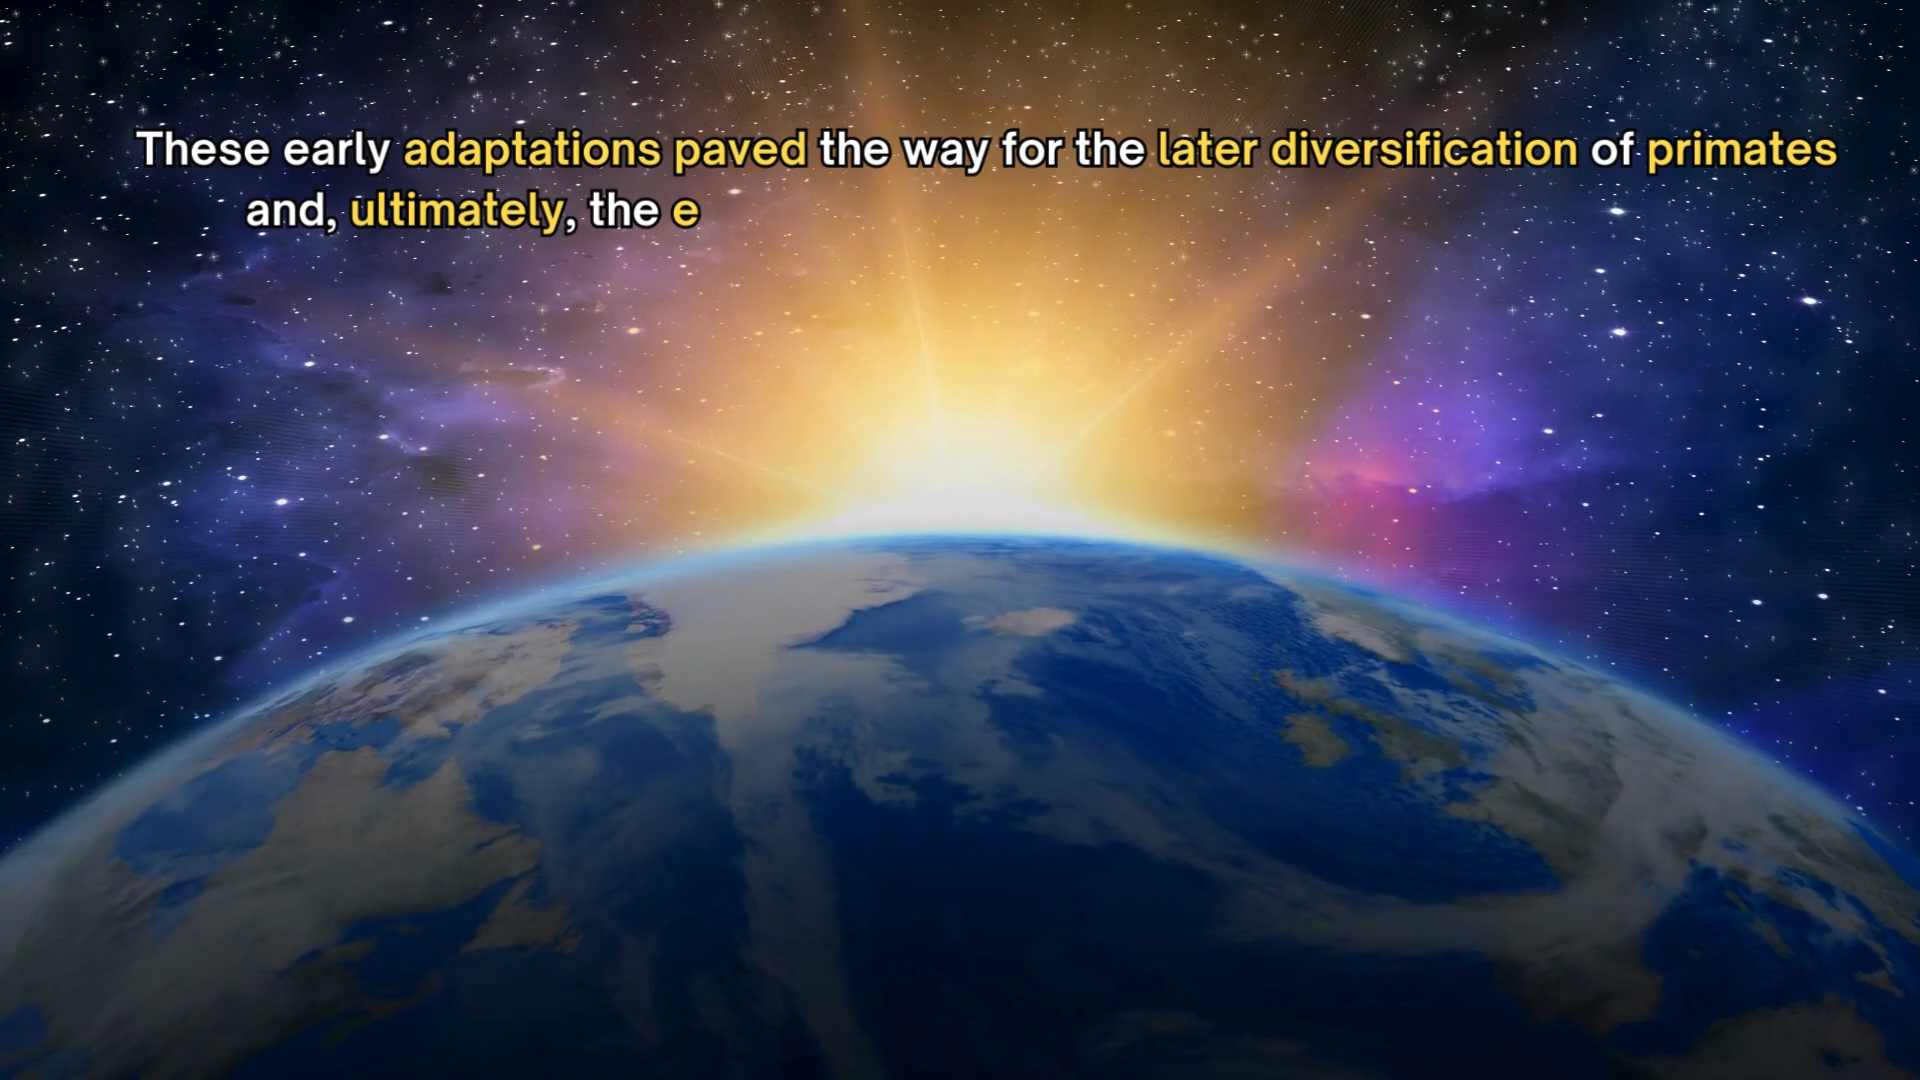 These early adaptations paved the way for the later diversification of primates
and, ultimately, the e